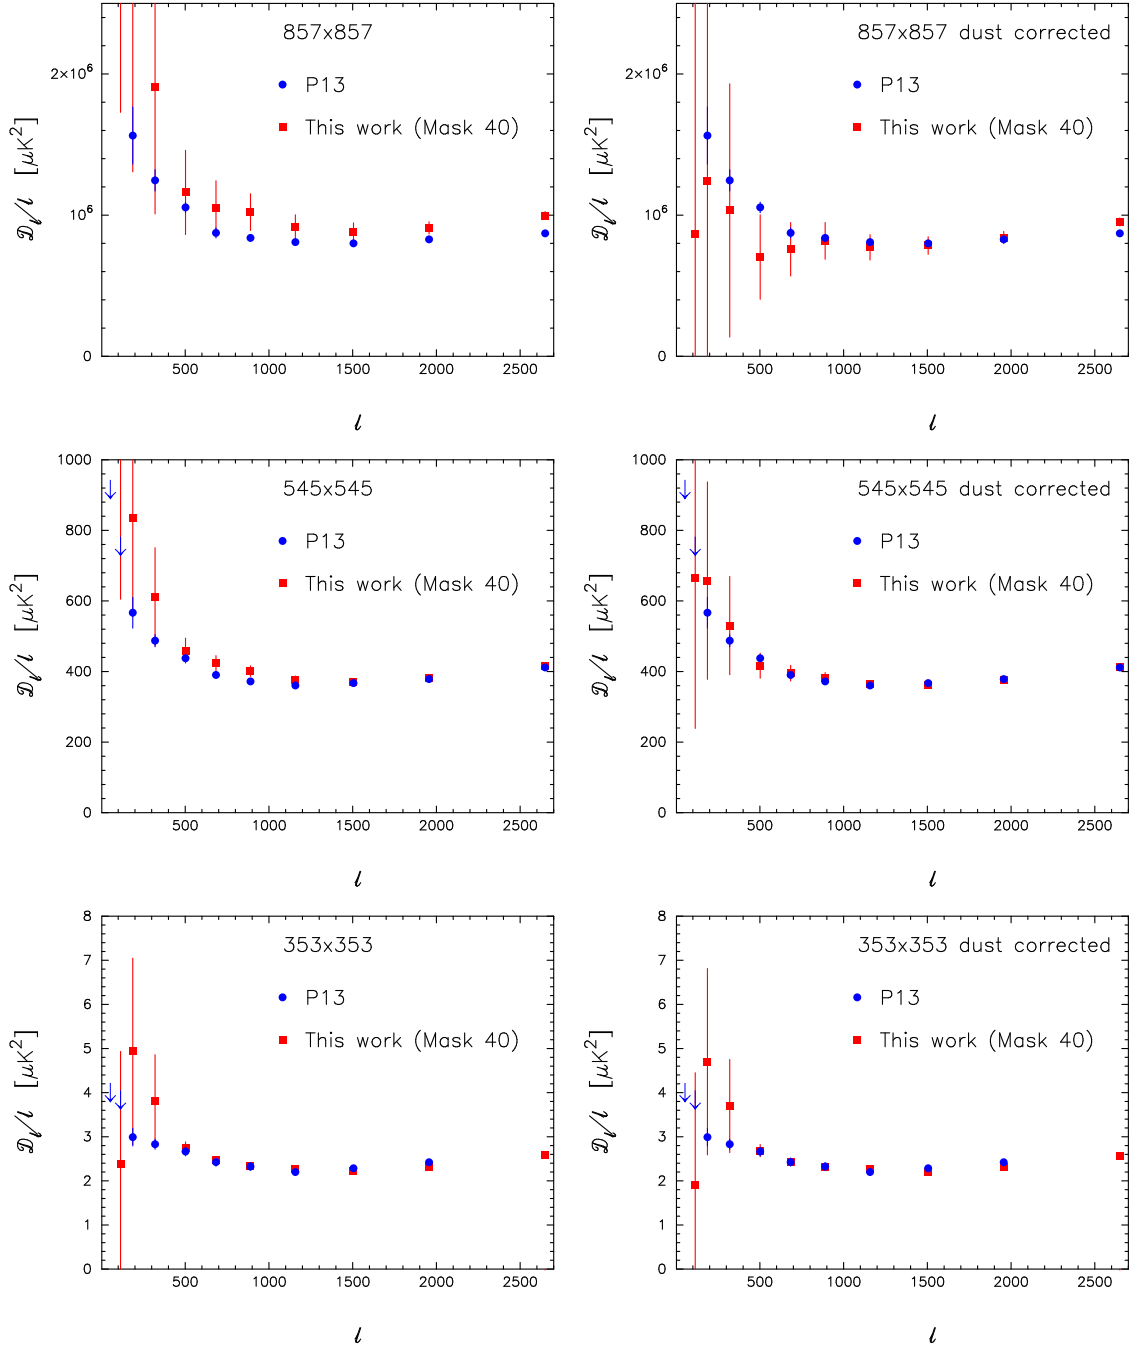 857x857
P13
This work (Mask 40)
2×10⁶
10⁶
0
𝒟ℓ/ℓ [μK²]
500 1000 1500 2000 2500
ℓ
857x857 dust corrected
P13
This work (Mask 40)
2×10⁶
10⁶
0
𝒟ℓ/ℓ [μK²]
500 1000 1500 2000 2500
ℓ
545x545
P13
This work (Mask 40)
1000
800
600
400
200
0
𝒟ℓ/ℓ [μK²]
500 1000 1500 2000 2500
ℓ
545x545 dust corrected
P13
This work (Mask 40)
1000
800
600
400
200
0
𝒟ℓ/ℓ [μK²]
500 1000 1500 2000 2500
ℓ
353x353
P13
This work (Mask 40)
8
7
6
5
4
3
2
1
0
𝒟ℓ/ℓ [μK²]
500 1000 1500 2000 2500
ℓ
353x353 dust corrected
P13
This work (Mask 40)
8
7
6
5
4
3
2
1
0
𝒟ℓ/ℓ [μK²]
500 1000 1500 2000 2500
ℓ